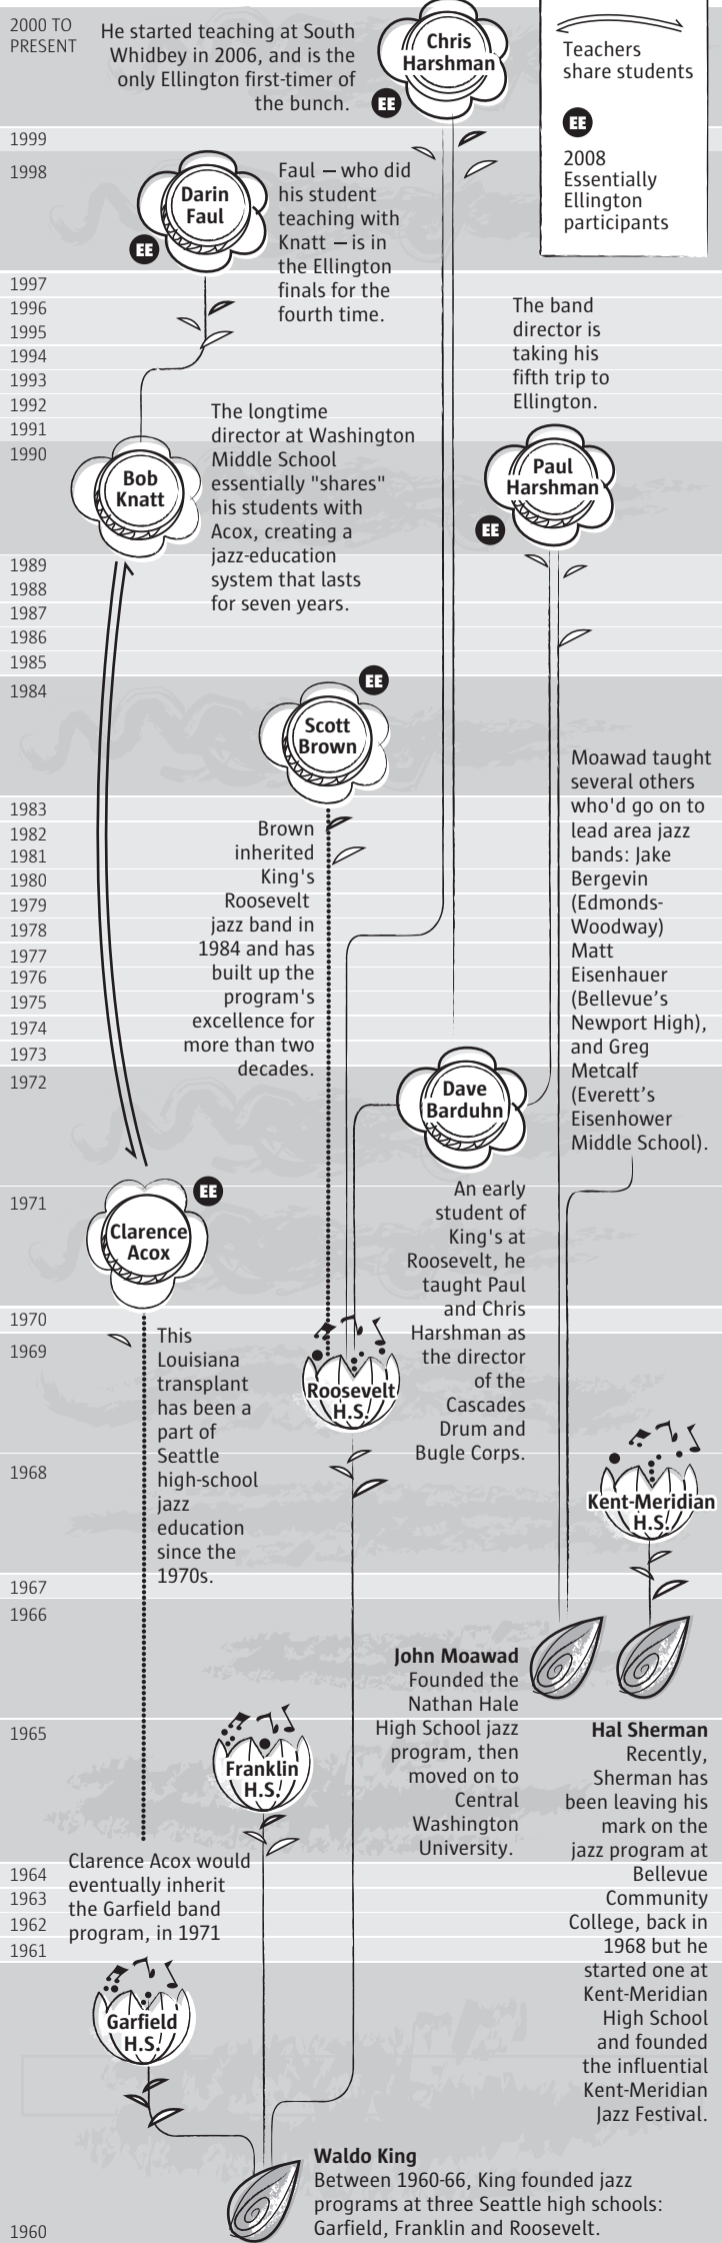 2000 TO
PRESENT
He started teaching at South
Whidbey in 2006, and is the
only Ellington first-timer of
the bunch.
Chris
Harshman
EE
Teachers
share students
EE
2008
Essentially
Ellington
participants
1999
1998
Darin
Faul
EE
Faul — who did
his student
teaching with
Knatt — is in
the Ellington
finals for the
fourth time.
1997
1996
1995
1994
1993
1992
1991
The band
director is
taking his
fifth trip to
Ellington.
1990
Bob
Knatt
The longtime
director at Washington
Middle School
essentially "shares"
his students with
Acox, creating a
jazz-education
system that lasts
for seven years.
Paul
Harshman
EE
1989
1988
1987
1986
1985
1984
EE
Scott
Brown
1983
1982
1981
1980
1979
1978
1977
1976
1975
1974
1973
1972
Brown
inherited
King's
Roosevelt
jazz band in
1984 and has
built up the
program's
excellence for
more than two
decades.
Moawad taught
several others
who'd go on to
lead area jazz
bands: Jake
Bergevin
(Edmonds-
Woodway)
Matt
Eisenhauer
(Bellevue’s
Newport High),
and Greg
Metcalf
(Everett’s
Eisenhower
Middle School).
Dave
Barduhn
An early
student of
King's at
Roosevelt, he
taught Paul
and Chris
Harshman as
the director
of the
Cascades
Drum and
Bugle Corps.
1971
EE
Clarence
Acox
1970
1969
This
Louisiana
transplant
has been a
part of
Seattle
high-school
jazz
education
since the
1970s.
Roosevelt
H.S.
1968
Kent-Meridian
H.S.
1967
1966
John Moawad
Founded the
Nathan Hale
High School jazz
program, then
moved on to
Central
Washington
University.
1965
Franklin
H.S.
Hal Sherman
Recently,
Sherman has
been leaving his
mark on the
jazz program at
Bellevue
Community
College, back in
1968 but he
started one at
Kent-Meridian
High School
and founded
the influential
Kent-Meridian
Jazz Festival.
1964
1963
1962
1961
Clarence Acox would
eventually inherit
the Garfield band
program, in 1971
Garfield
H.S.
Waldo King
Between 1960-66, King founded jazz
programs at three Seattle high schools:
Garfield, Franklin and Roosevelt.
1960